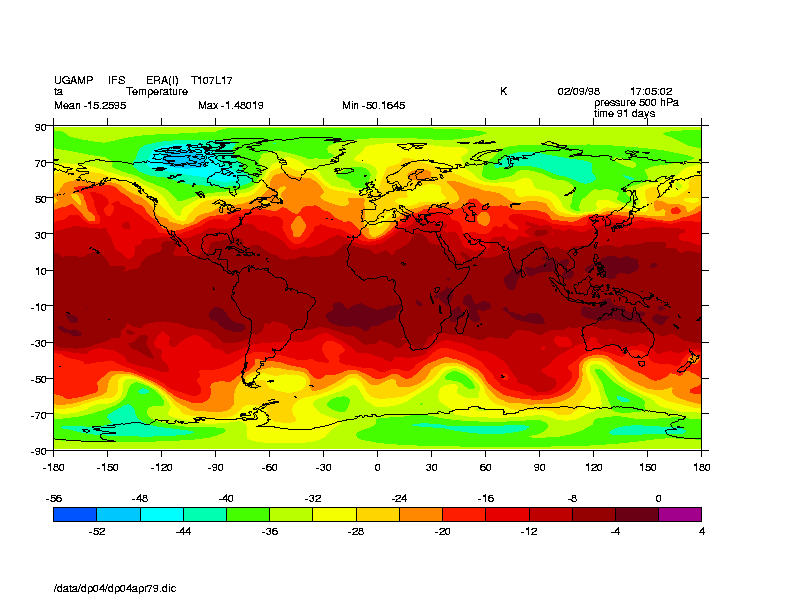 UGAMP IFS ERA(I) T107L17
ta Temperature K 02/09/98 17:05:02
Mean -15.2595 Max -1.48019 Min -50.1645 pressure 500 hPa
time 91 days
90
70
50
30
10
-10
-30
-50
-70
-90
-180 -150 -120 -90 -60 -30 0 30 60 90 120 150 180
-56 -48 -40 -32 -24 -16 -8 0
-52 -44 -36 -28 -20 -12 -4 4
/data/dp04/dp04apr79.dic